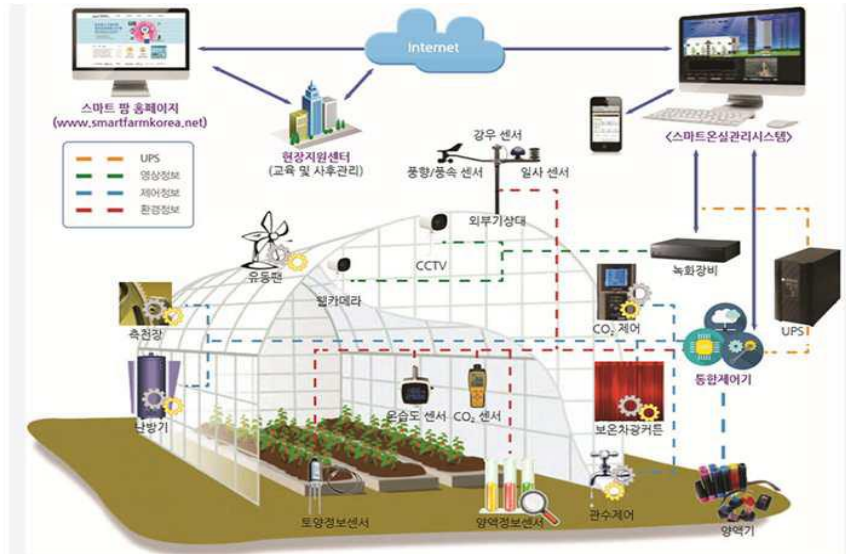 Internet
스마트 팜 홈페이지
(www.smartfarmkorea.net)
현장지원센터
(교육 및 사후관리)
<스마트온실관리시스템>
UPS
영상정보
제어정보
환경정보
강우 센서
풍향/풍속 센서
일사 센서
외부기상대
유동팬
CCTV
웹카메라
녹화장비
UPS
측천장
CO₂ 제어
통합제어기
난방기
온습도 센서
CO₂ 센서
보온차광커튼
토양정보센서
양액정보센서
관수제어
양액기